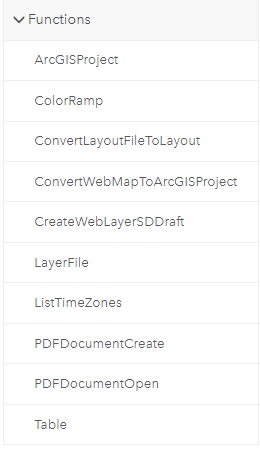 Functions
ArcGISProject
ColorRamp
ConvertLayoutFileToLayout
ConvertWebMapToArcGISProject
CreateWebLayerSDDraft
LayerFile
ListTimeZones
PDFDocumentCreate
PDFDocumentOpen
Table